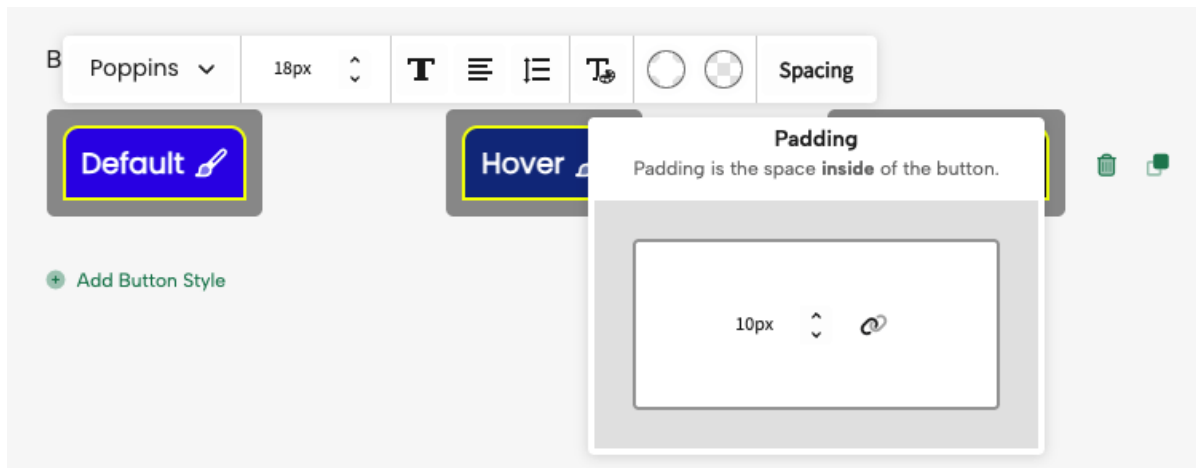 B
Poppins 18px T Spacing
Padding
Padding is the space inside of the button.
Default Hover
Add Button Style
10px